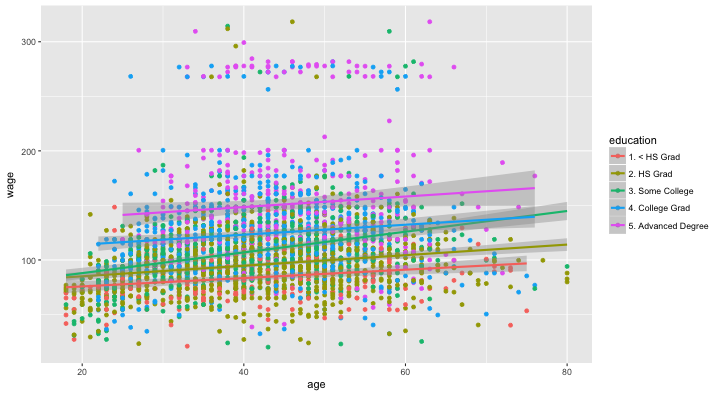 300
200
100
wage
20
40
60
80
age
education
1. < HS Grad
2. HS Grad
3. Some College
4. College Grad
5. Advanced Degree